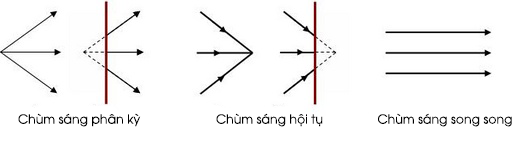 Chùm sáng phân kỳ
Chùm sáng hội tụ
Chùm sáng song song